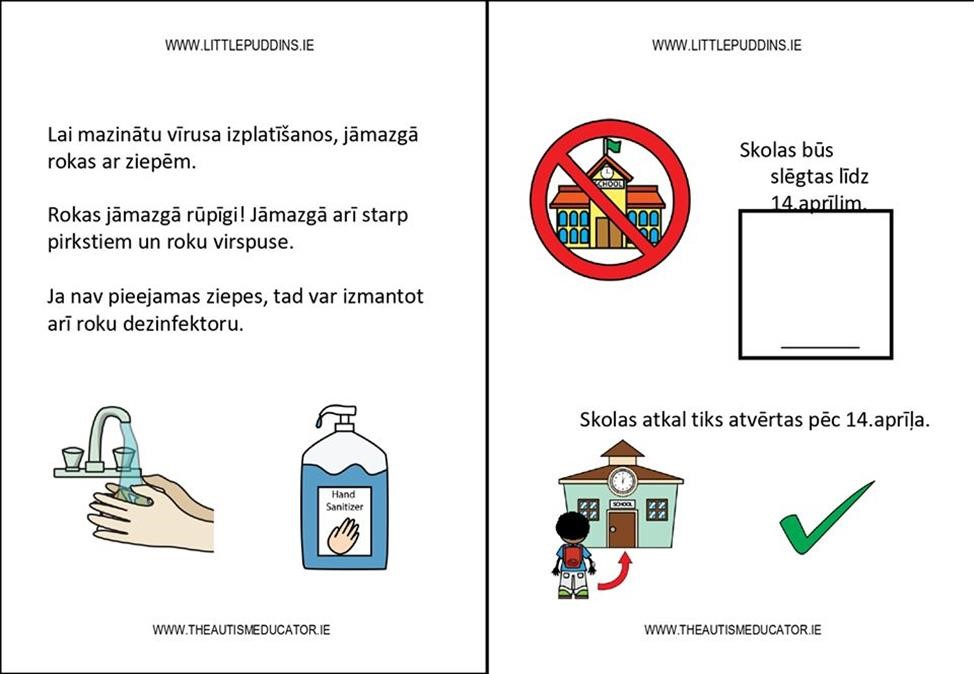 WWW.LITTLEPUDDINS.IE
Lai mazinātu vīrusa izplatīšanos, jāmazgā
rokas ar ziepēm.
Rokas jāmazgā rūpīgi! Jāmazgā arī starp
pirkstiem un roku virspuse.
Ja nav pieejamas ziepes, tad var izmantot
arī roku dezinfektoru.
Hand
Sanitizer
WWW.THEAUTISMEDUCATOR.IE
WWW.LITTLEPUDDINS.IE
SCHOOL
Skolas būs
slēgtas līdz
14.aprīlim.
Skolas atkal tiks atvērtas pēc 14.aprīļa.
SCHOOL
WWW.THEAUTISMEDUCATOR.IE